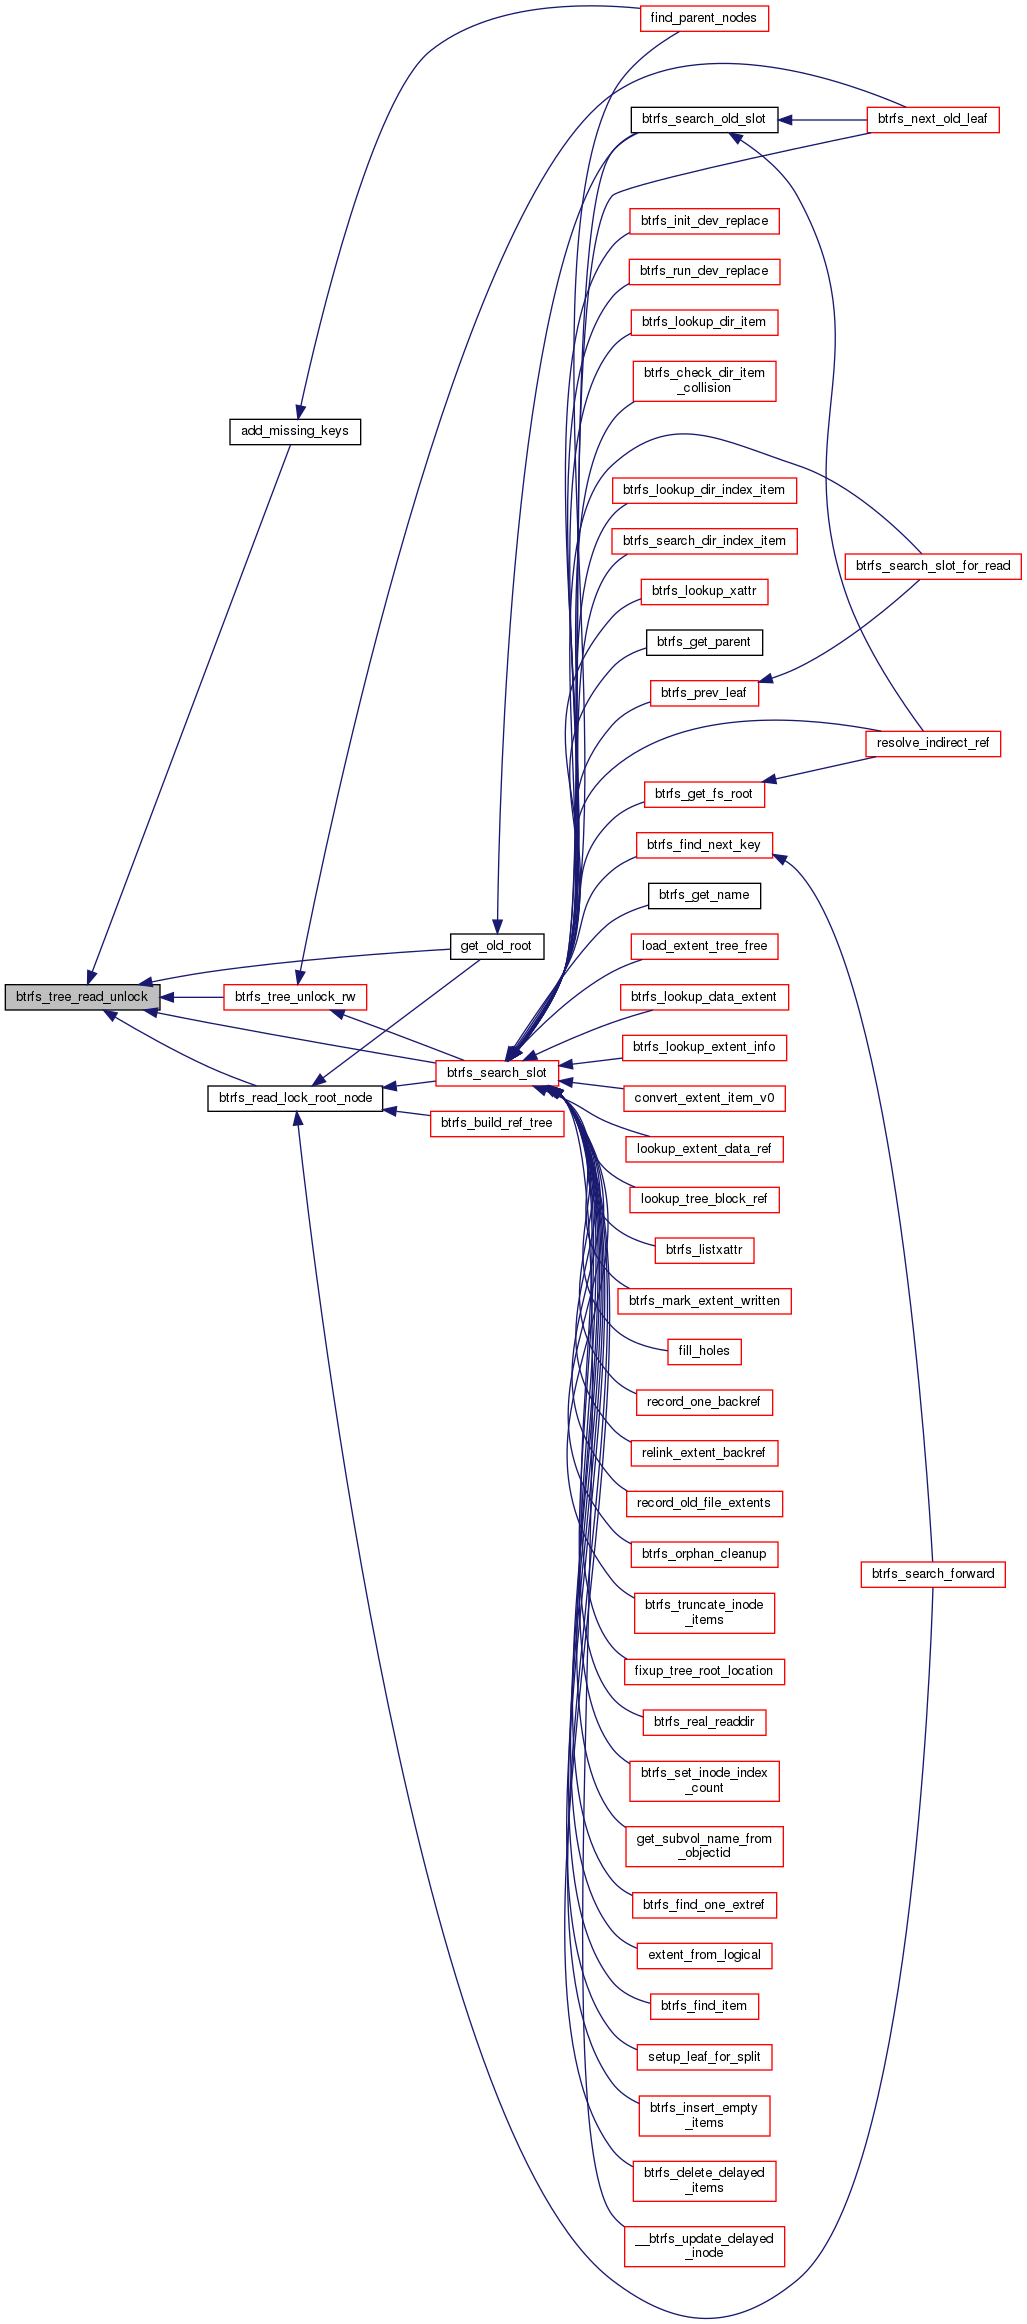 find_parent_nodes
btrfs_search_old_slot
btrfs_next_old_leaf
btrfs_init_dev_replace
btrfs_run_dev_replace
btrfs_lookup_dir_item
btrfs_check_dir_item
_collision
add_missing_keys
btrfs_lookup_dir_index_item
btrfs_search_dir_index_item
btrfs_search_slot_for_read
btrfs_lookup_xattr
btrfs_get_parent
btrfs_prev_leaf
resolve_indirect_ref
btrfs_get_fs_root
btrfs_find_next_key
btrfs_get_name
get_old_root
load_extent_tree_free
btrfs_tree_read_unlock
btrfs_tree_unlock_rw
btrfs_lookup_data_extent
btrfs_lookup_extent_info
btrfs_search_slot
btrfs_read_lock_root_node
convert_extent_item_v0
btrfs_build_ref_tree
lookup_extent_data_ref
lookup_tree_block_ref
btrfs_listxattr
btrfs_mark_extent_written
fill_holes
record_one_backref
relink_extent_backref
record_old_file_extents
btrfs_orphan_cleanup
btrfs_search_forward
btrfs_truncate_inode
_items
fixup_tree_root_location
btrfs_real_readdir
btrfs_set_inode_index
_count
get_subvol_name_from
_objectid
btrfs_find_one_extref
extent_from_logical
btrfs_find_item
setup_leaf_for_split
btrfs_insert_empty
_items
btrfs_delete_delayed
_items
__btrfs_update_delayed
_inode